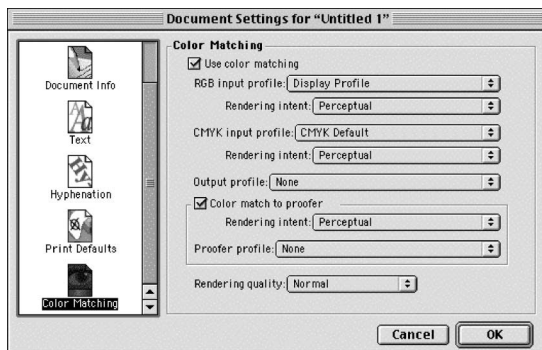 Document Settings for “Untitled 1”
Document Info
Text
Hyphenation
Print Defaults
Color Matching
Color Matching
Use color matching
RGB input profile: Display Profile
Rendering intent: Perceptual
CMYK input profile: CMYK Default
Rendering intent: Perceptual
Output profile: None
Color match to proofer
Rendering intent: Perceptual
Proofer profile: None
Rendering quality: Normal
Cancel
OK